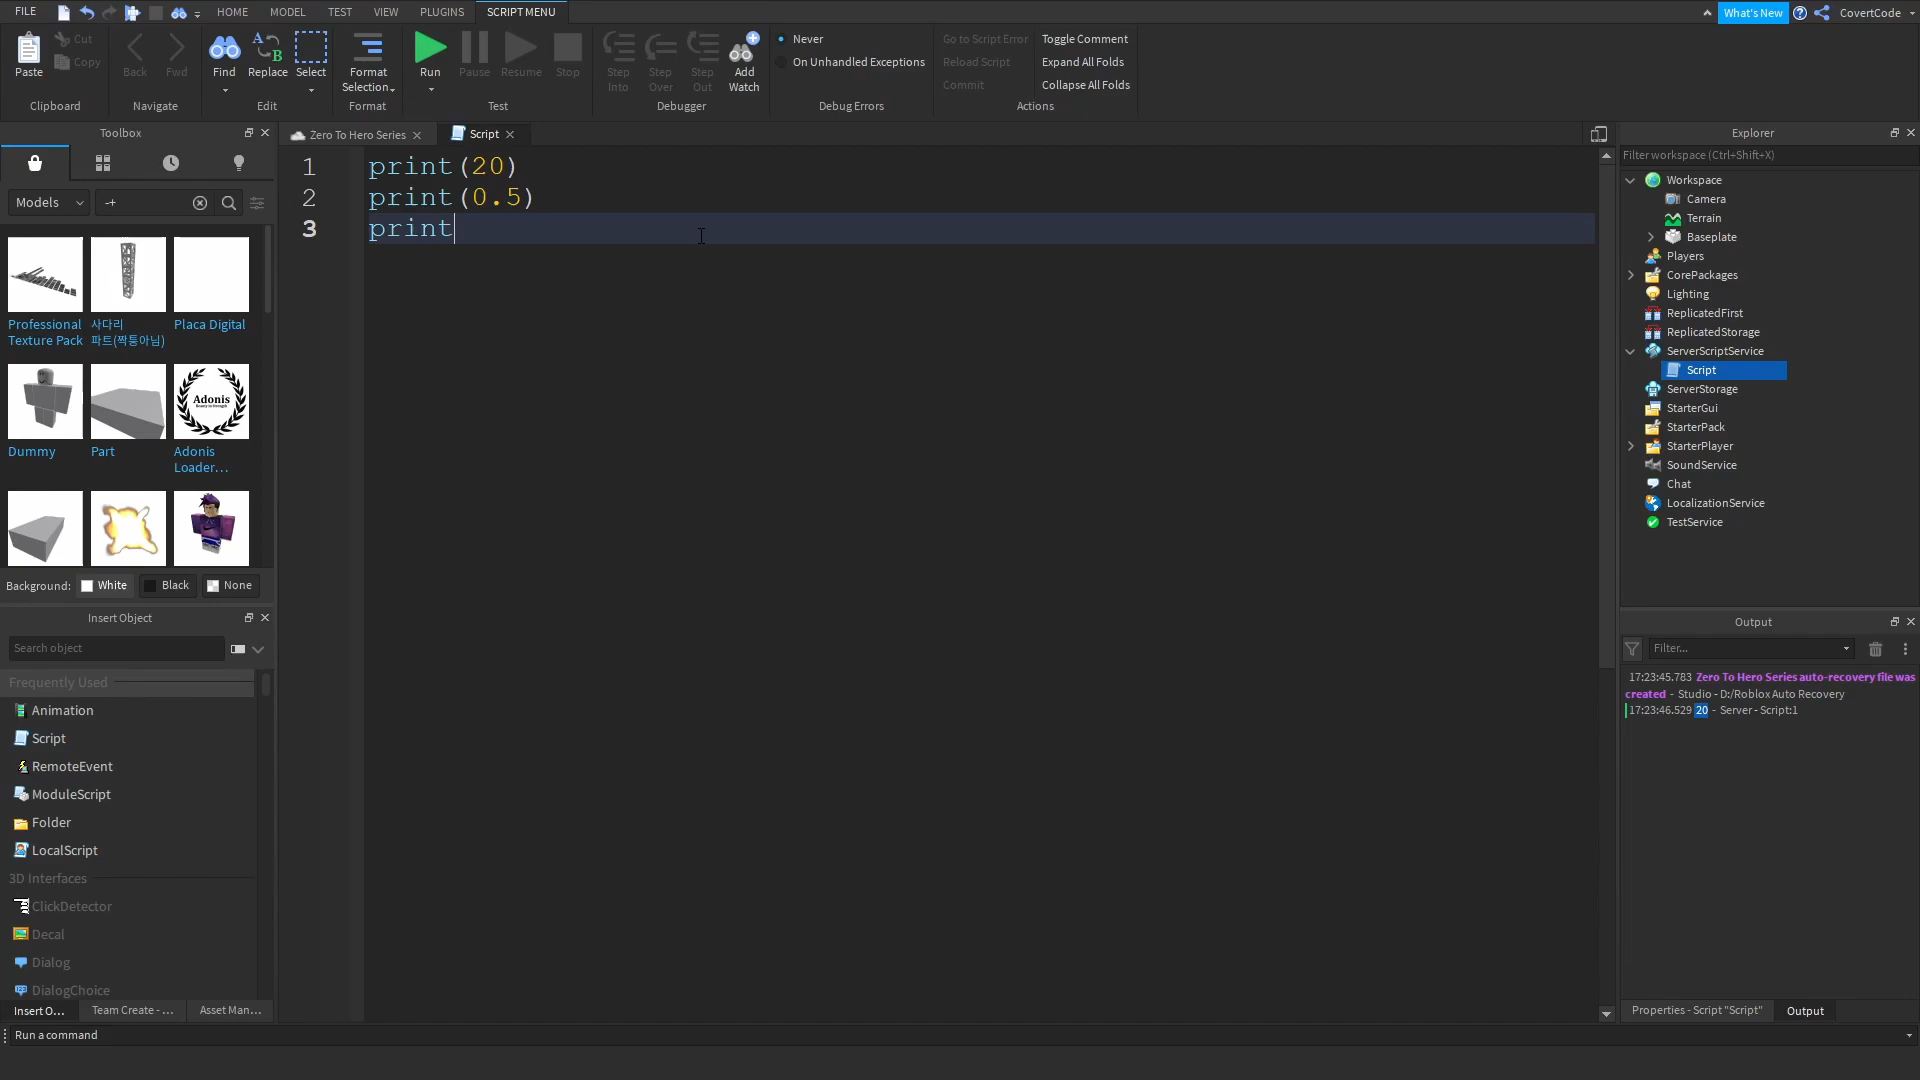 FILE HOME MODEL TEST VIEW PLUGINS SCRIPT MENU What's New CovertCode
Paste Cut Copy
Clipboard
Back Fwd
Navigate
Find Replace Select
Edit
Format Selection
Format
Run Pause Resume Stop
Test
Step Into Step Over Step Out Add Watch
Debugger
Never
On Unhandled Exceptions
Debug Errors
Go to Script Error Toggle Comment
Reload Script Expand All Folds
Commit Collapse All Folds
Actions
Toolbox
Models -+
Professional Texture Pack
사다리 파트(짝퉁아님)
Placa Digital
Dummy
Part
Adonis
Adonis Loader...
Background: White Black None
Insert Object
Search object
Frequently Used
Animation
Script
RemoteEvent
ModuleScript
Folder
LocalScript
3D Interfaces
ClickDetector
Decal
Dialog
DialogChoice
Insert O... Team Create - ... Asset Man...
Run a command
Zero To Hero Series Script
1 print(20)
2 print(0.5)
3 print
Explorer
Filter workspace (Ctrl+Shift+X)
Workspace
Camera
Terrain
Baseplate
Players
CorePackages
Lighting
ReplicatedFirst
ReplicatedStorage
ServerScriptService
Script
ServerStorage
StarterGui
StarterPack
StarterPlayer
SoundService
Chat
LocalizationService
TestService
Output
Filter...
17:23:45.783 Zero To Hero Series auto-recovery file was
created - Studio - D:/Roblox Auto Recovery
17:23:46.529 20 - Server - Script:1
Properties - Script "Script" Output